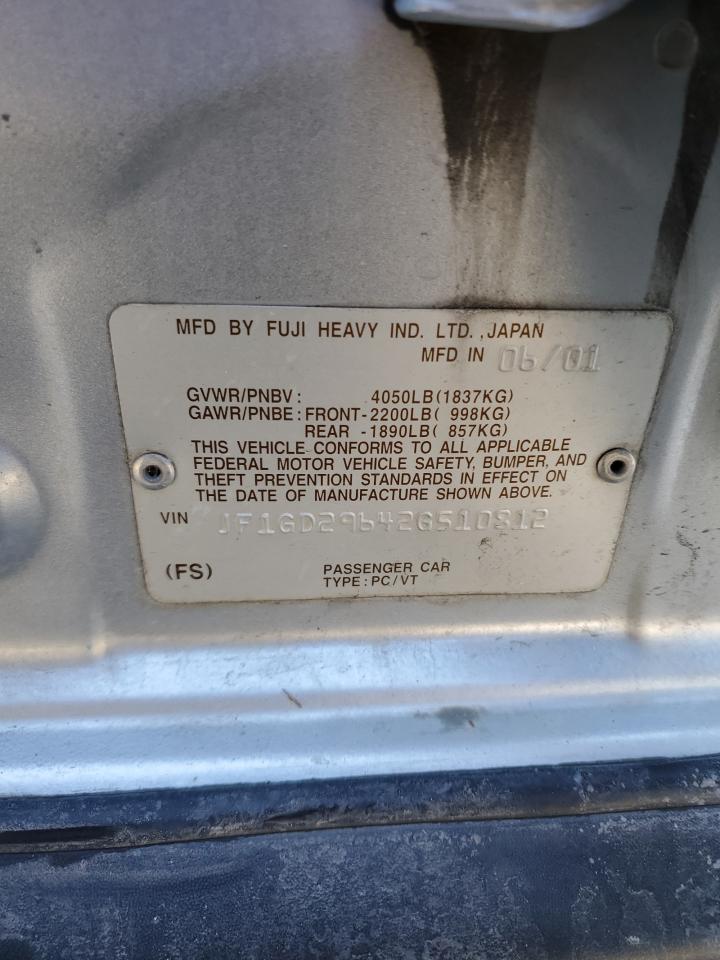 MFD BY FUJI HEAVY IND. LTD.,JAPAN
MFD IN 06/01
GVWR/PNBV: 4050LB(1837KG)
GAWR/PNBE: FRONT-2200LB( 998KG)
REAR -1890LB( 857KG)
THIS VEHICLE CONFORMS TO ALL APPLICABLE
FEDERAL MOTOR VEHICLE SAFETY, BUMPER, AND
THEFT PREVENTION STANDARDS IN EFFECT ON
THE DATE OF MANUFACTURE SHOWN ABOVE.
VIN JF1GD29642G510812
(FS) PASSENGER CAR
TYPE: PC/VT